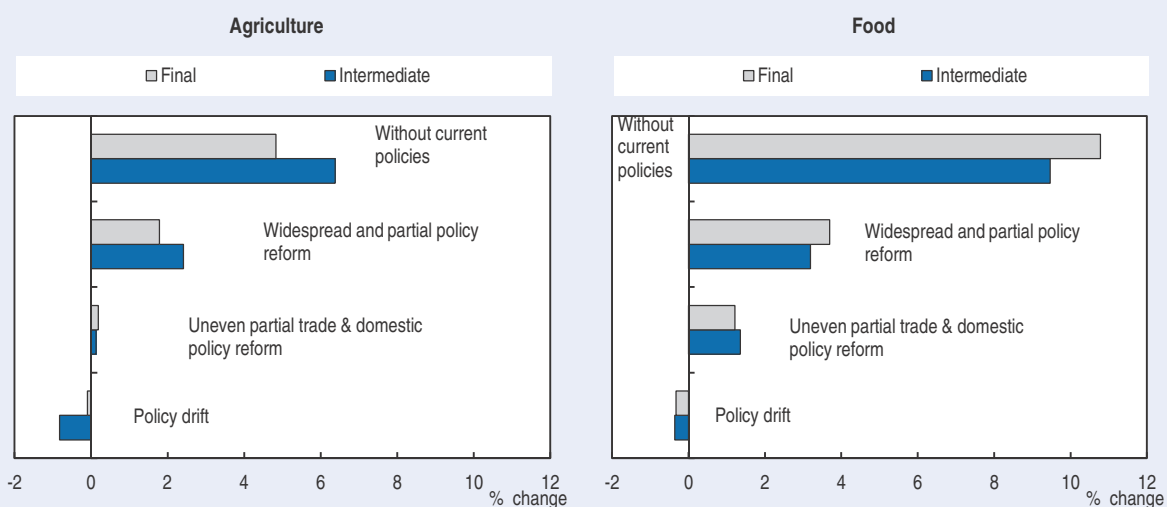 Agriculture
Final Intermediate
Without current
policies
Widespread and partial policy
reform
Uneven partial trade & domestic
policy reform
Policy drift
-2 0 2 4 6 8 10 12
% change
Food
Final Intermediate
Without
current
policies
Widespread and partial policy
reform
Uneven partial trade & domestic
policy reform
Policy drift
-2 0 2 4 6 8 10 12
% change